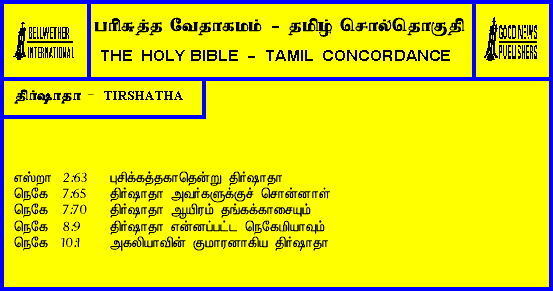 BELLWETHER
INTERNATIONAL
பரிசுத்த வேதாகமம் - தமிழ் சொல்தொகுதி
THE HOLY BIBLE - TAMIL CONCORDANCE
GOOD NEWS
PUBLISHERS
திர்ஷாதா - TIRSHATHA
எஸ்றா 2:63 புசிக்கத்தகாதென்று திர்ஷாதா
நெகே 7:65 திர்ஷாதா அவர்களுக்குச் சொன்னாள்
நெகே 7:70 திர்ஷாதா ஆயிரம் தங்கக்காசையும்
நெகே 8:9 திர்ஷாதா என்னப்பட்ட நெகேமியாவும்
நெகே 10:1 அகலியாவின் குமாரனாகிய திர்ஷாதா